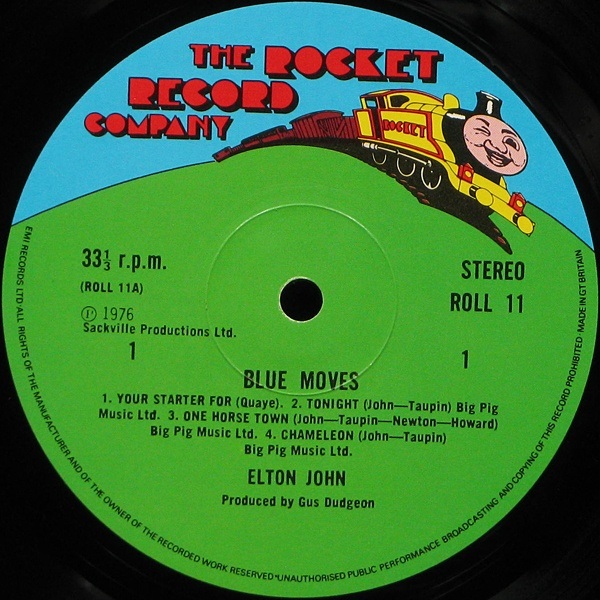 THE ROCKET
RECORD
COMPANY
ROCKET
33⅓ r.p.m.
STEREO
(ROLL 11A)
ROLL 11
Ⓟ 1976
Sackville Productions Ltd.
1
1
BLUE MOVES
1. YOUR STARTER FOR (Quaye). 2. TONIGHT (John—Taupin) Big Pig
Music Ltd. 3. ONE HORSE TOWN (John—Taupin—Newton—Howard)
Big Pig Music Ltd. 4. CHAMELEON (John—Taupin)
Big Pig Music Ltd.
ELTON JOHN
Produced by Gus Dudgeon
EMI RECORDS LTD·ALL RIGHTS OF THE MANUFACTURER AND OF THE OWNER OF THE RECORDED WORK RESERVED·UNAUTHORISED PUBLIC PERFORMANCE BROADCASTING AND COPYING OF THIS RECORD PROHIBITED·MADE IN GT BRITAIN